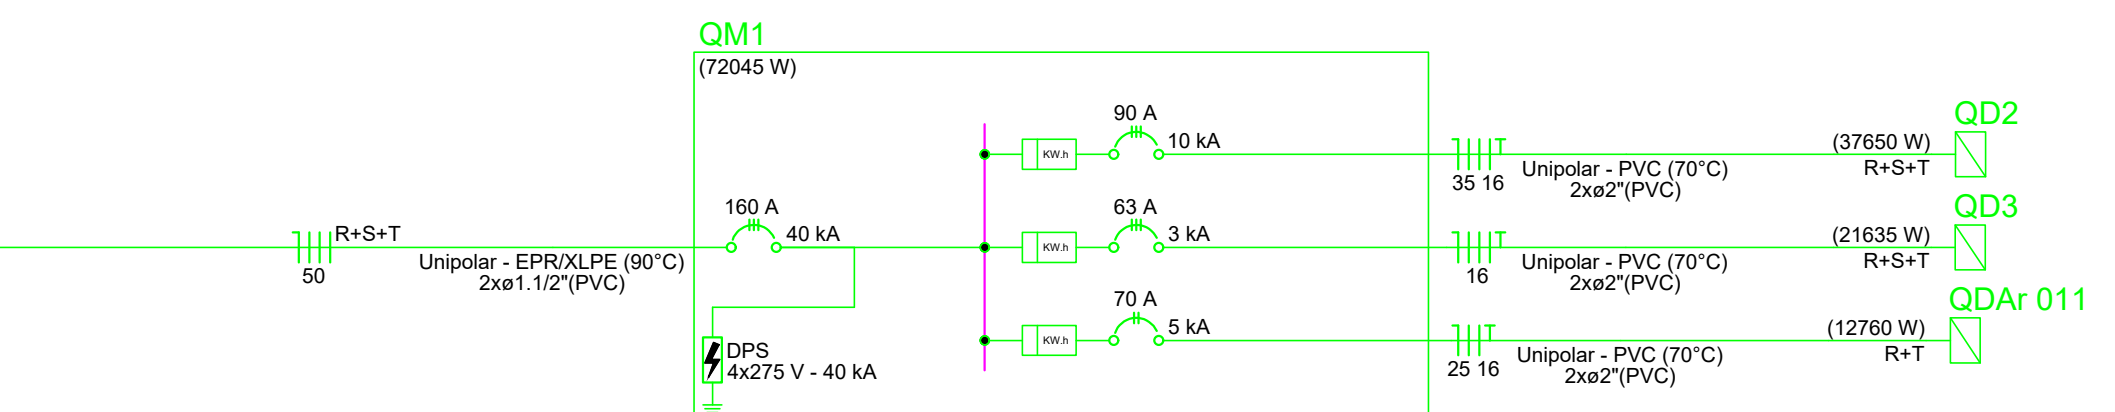 QM1
(72045 W)
R+S+T
50
Unipolar - EPR/XLPE (90°C)
2xø1.1/2"(PVC)
160 A
40 kA
DPS
4x275 V - 40 kA
KW.h
90 A
10 kA
35 16
Unipolar - PVC (70°C)
2xø2"(PVC)
(37650 W)
R+S+T
QD2
KW.h
63 A
3 kA
16
Unipolar - PVC (70°C)
2xø2"(PVC)
(21635 W)
R+S+T
QD3
KW.h
70 A
5 kA
25 16
Unipolar - PVC (70°C)
2xø2"(PVC)
(12760 W)
R+T
QDAr 011